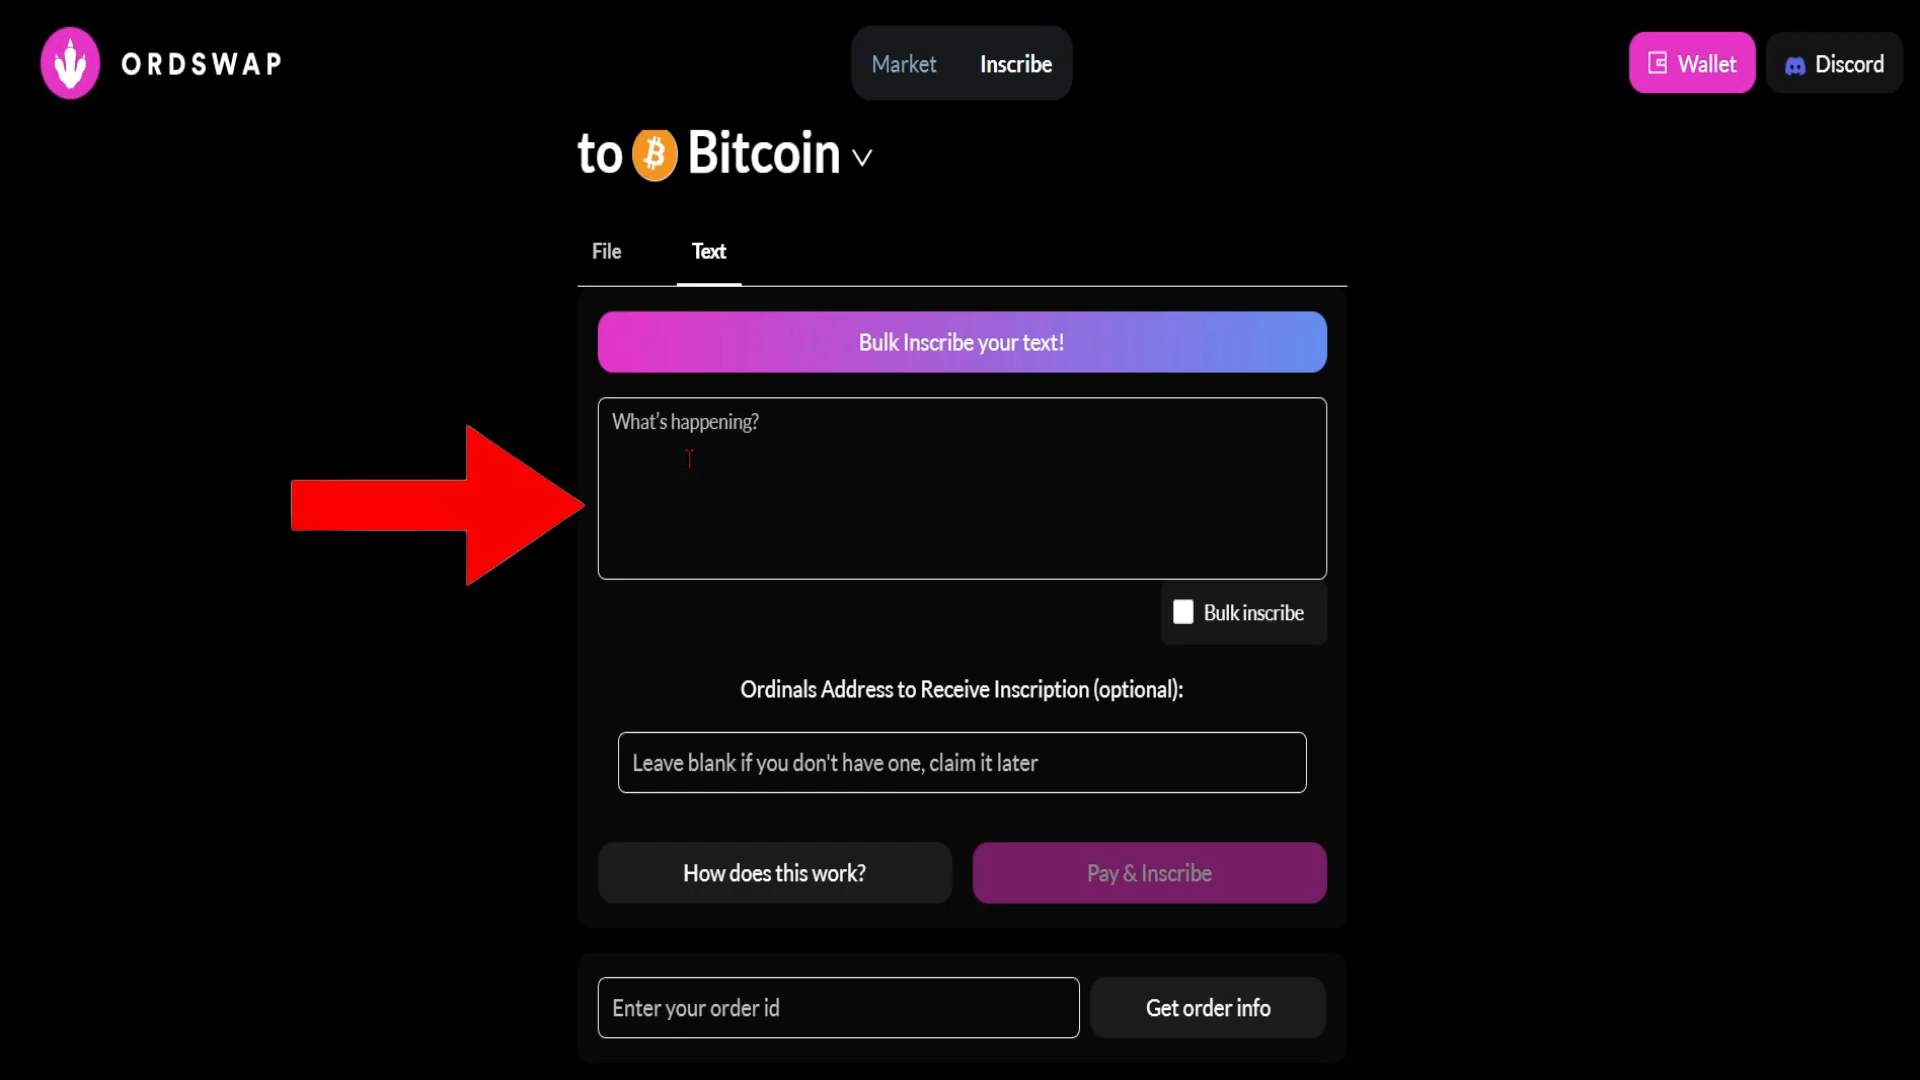 ORDSWAP
Market Inscribe
Wallet Discord
to Bitcoin
File Text
Bulk Inscribe your text!
What's happening?
Bulk inscribe
Ordinals Address to Receive Inscription (optional):
Leave blank if you don't have one, claim it later
How does this work? Pay & Inscribe
Enter your order id Get order info